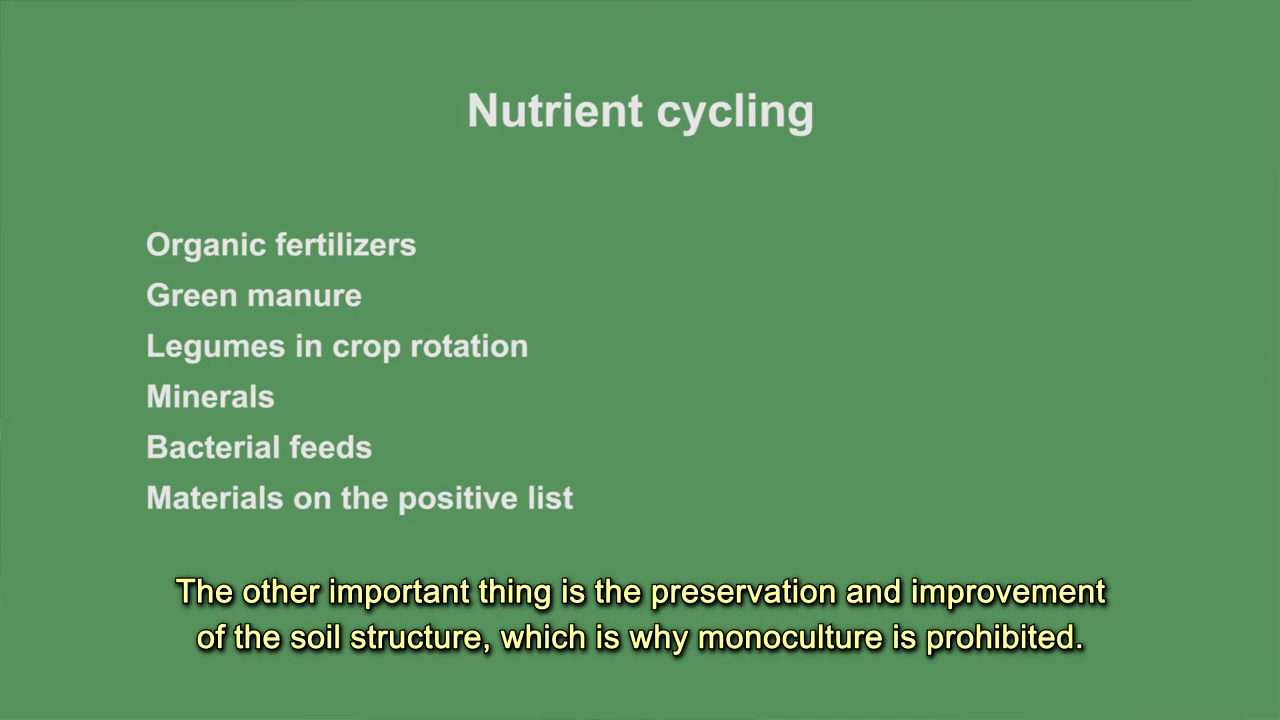 Nutrient cycling
Organic fertilizers
Green manure
Legumes in crop rotation
Minerals
Bacterial feeds
Materials on the positive list
The other important thing is the preservation and improvement
of the soil structure, which is why monoculture is prohibited.